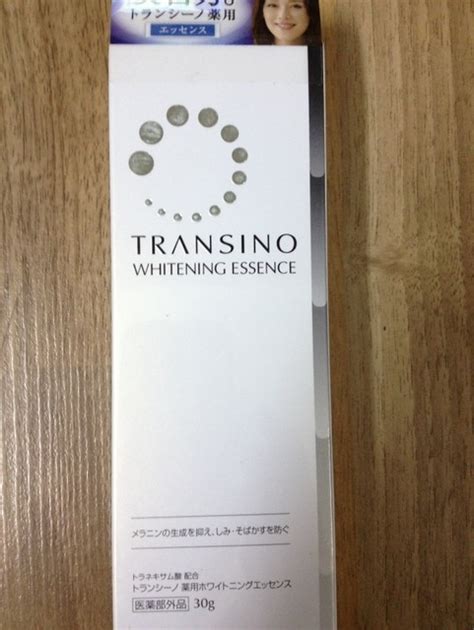 トランシーノ薬用
エッセンス
TRANSINO
WHITENING ESSENCE
メラニンの生成を抑え、しみ・そばかすを防ぐ
トラネキサム酸 配合
トランシーノ 薬用ホワイトニングエッセンス
医薬部外品 30g